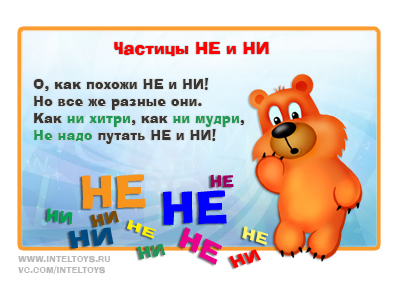 Частицы НЕ и НИ
О, как похожи НЕ и НИ!
Но все же разные они.
Как ни хитри, как ни мудри,
Не надо путать НЕ и НИ!
НЕ
НЕ
НЕ
НИ
НИ
НИ
НЕ
НИ
НЕ
НИ
НЕ
WWW.INTELTOYS.RU
VC.COM/INTELTOYS